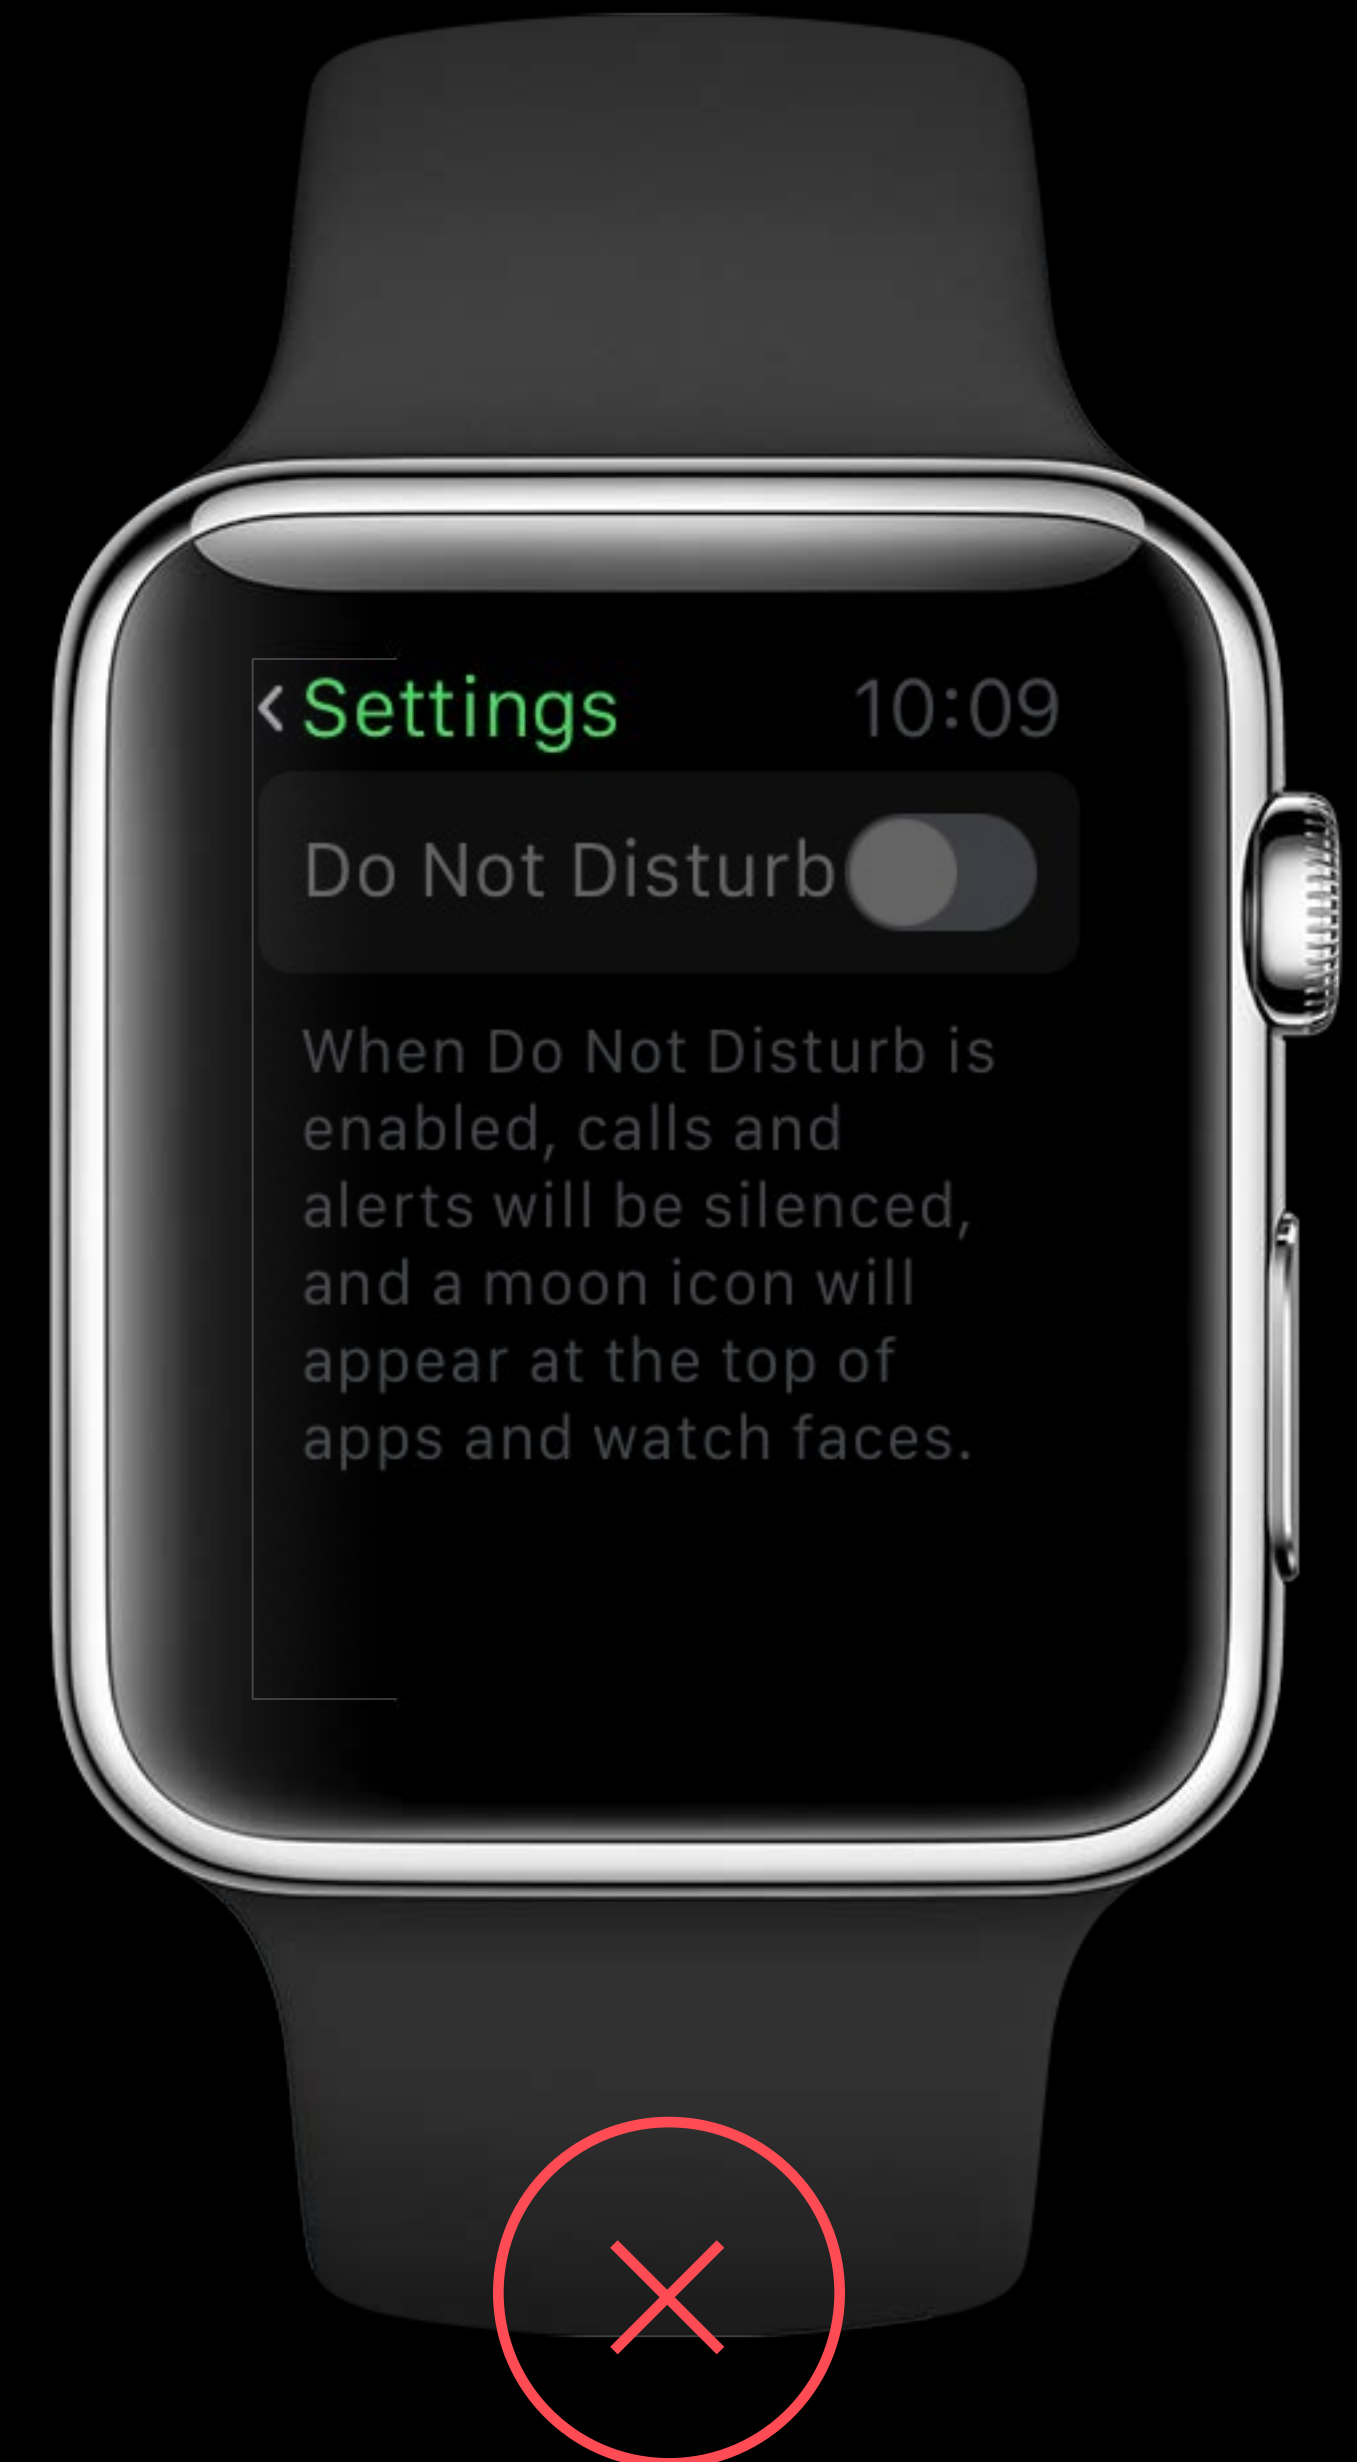 Settings 10:09
Do Not Disturb
When Do Not Disturb is
enabled, calls and
alerts will be silenced,
and a moon icon will
appear at the top of
apps and watch faces.